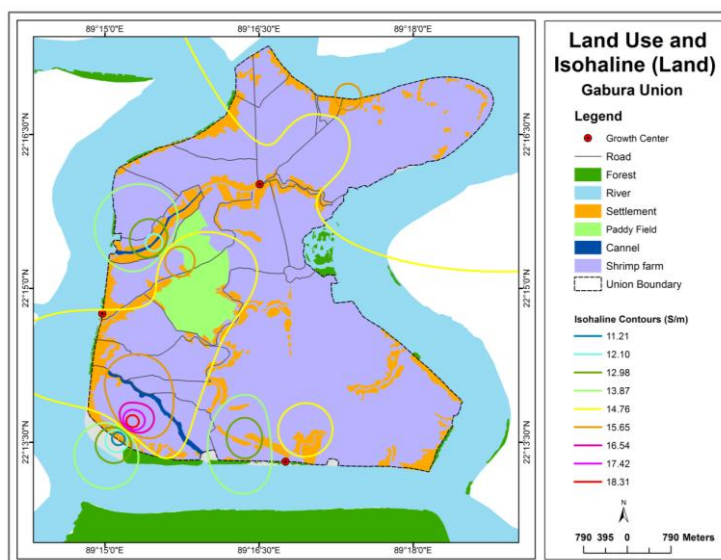 89°15'0"E
89°16'30"E
89°18'0"E
22°16'30"N
22°16'30"N
22°15'0"N
22°15'0"N
22°13'30"N
22°13'30"N
89°15'0"E
89°16'30"E
89°18'0"E
Land Use and
Isohaline (Land)
Gabura Union
Legend
Growth Center
Road
Forest
River
Settlement
Paddy Field
Cannel
Shrimp farm
Union Boundary
Isohaline Contours (S/m)
11.21
12.10
12.98
13.87
14.76
15.65
16.54
17.42
18.31
N
790 395 0 790 Meters